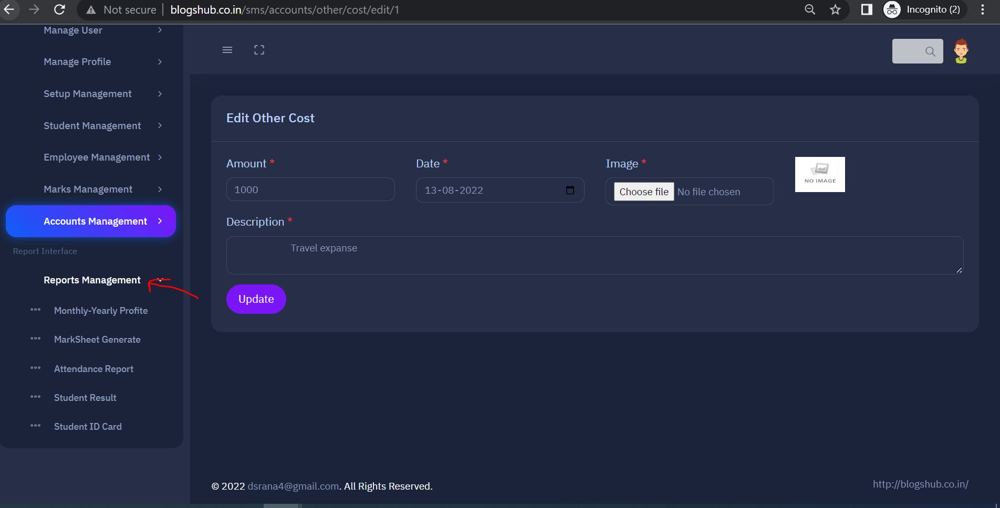 Not secure | blogshub.co.in/sms/accounts/other/cost/edit/1
Incognito (2)
Manage User
Manage Profile
Setup Management
Student Management
Employee Management
Marks Management
Accounts Management
Report Interface
Reports Management
Monthly-Yearly Profite
MarkSheet Generate
Attendance Report
Student Result
Student ID Card
Edit Other Cost
Amount * Date * Image *
1000 13-08-2022 Choose file No file chosen
NO IMAGE
Description *
Travel expanse
Update
© 2022 dsrana4@gmail.com. All Rights Reserved.
http://blogshub.co.in/